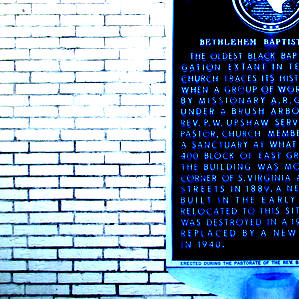 BETHLEHEM BAPTIST
THE OLDEST BLACK BAP
GATION EXTANT IN TE
CHURCH TRACES ITS HIST
WHEN A GROUP OF WOR
BY MISSIONARY A.R.G
UNDER A BRUSH ARBO
REV. P.W. UPSHAW SERV
PASTOR, CHURCH MEMBE
A SANCTUARY AT WHAT
400 BLOCK OF EAST GR
THE BUILDING WAS MO
CORNER OF S. VIRGINIA A
STREETS IN 1889. A NE
BUILT IN THE EARLY
RELOCATED TO THIS SIT
WAS DESTROYED IN A 19
REPLACED BY A NEW
IN 1940.
ERECTED DURING THE PASTORATE OF THE REV. B